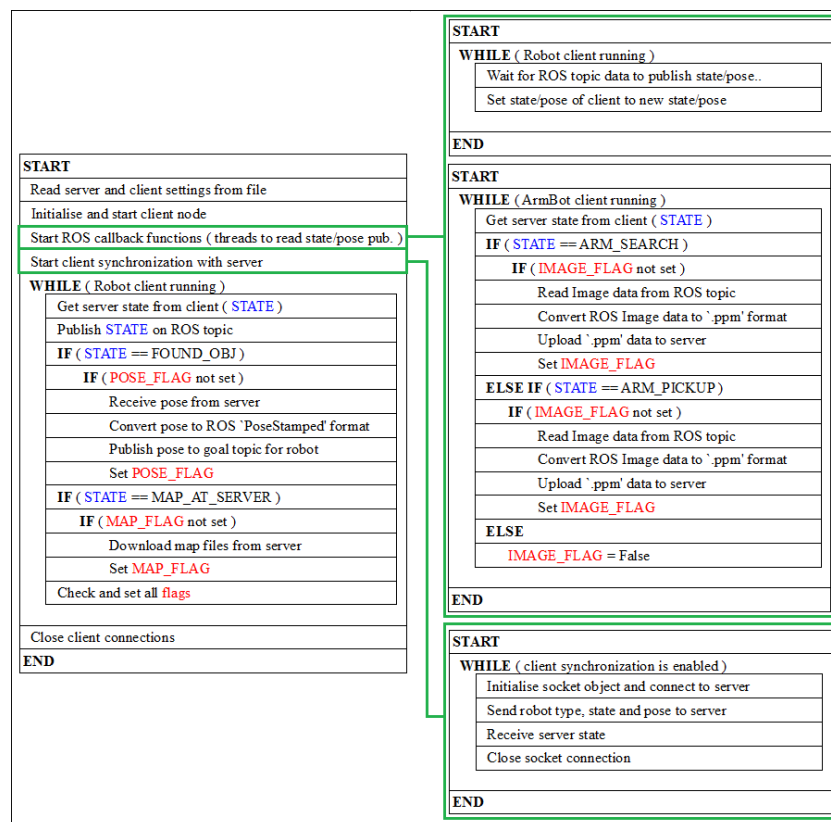 START
Read server and client settings from file
Initialise and start client node
Start ROS callback functions ( threads to read state/pose pub. )
Start client synchronization with server
WHILE ( Robot client running )
Get server state from client ( STATE )
Publish STATE on ROS topic
IF ( STATE == FOUND_OBJ )
IF ( POSE_FLAG not set )
Receive pose from server
Convert pose to ROS `PoseStamped' format
Publish pose to goal topic for robot
Set POSE_FLAG
IF ( STATE == MAP_AT_SERVER )
IF ( MAP_FLAG not set )
Download map files from server
Set MAP_FLAG
Check and set all flags
Close client connections
END
START
WHILE ( Robot client running )
Wait for ROS topic data to publish state/pose..
Set state/pose of client to new state/pose
END
START
WHILE ( ArmBot client running )
Get server state from client ( STATE )
IF ( STATE == ARM_SEARCH )
IF ( IMAGE_FLAG not set )
Read Image data from ROS topic
Convert ROS Image data to `.ppm' format
Upload `.ppm' data to server
Set IMAGE_FLAG
ELSE IF ( STATE == ARM_PICKUP )
IF ( IMAGE_FLAG not set )
Read Image data from ROS topic
Convert ROS Image data to `.ppm' format
Upload `.ppm' data to server
Set IMAGE_FLAG
ELSE
IMAGE_FLAG = False
END
START
WHILE ( client synchronization is enabled )
Initialise socket object and connect to server
Send robot type, state and pose to server
Receive server state
Close socket connection
END